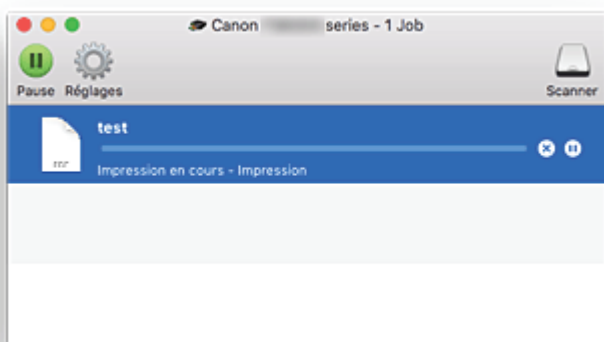 Canon series - 1 Job
Pause Réglages Scanner
test
Impression en cours - Impression